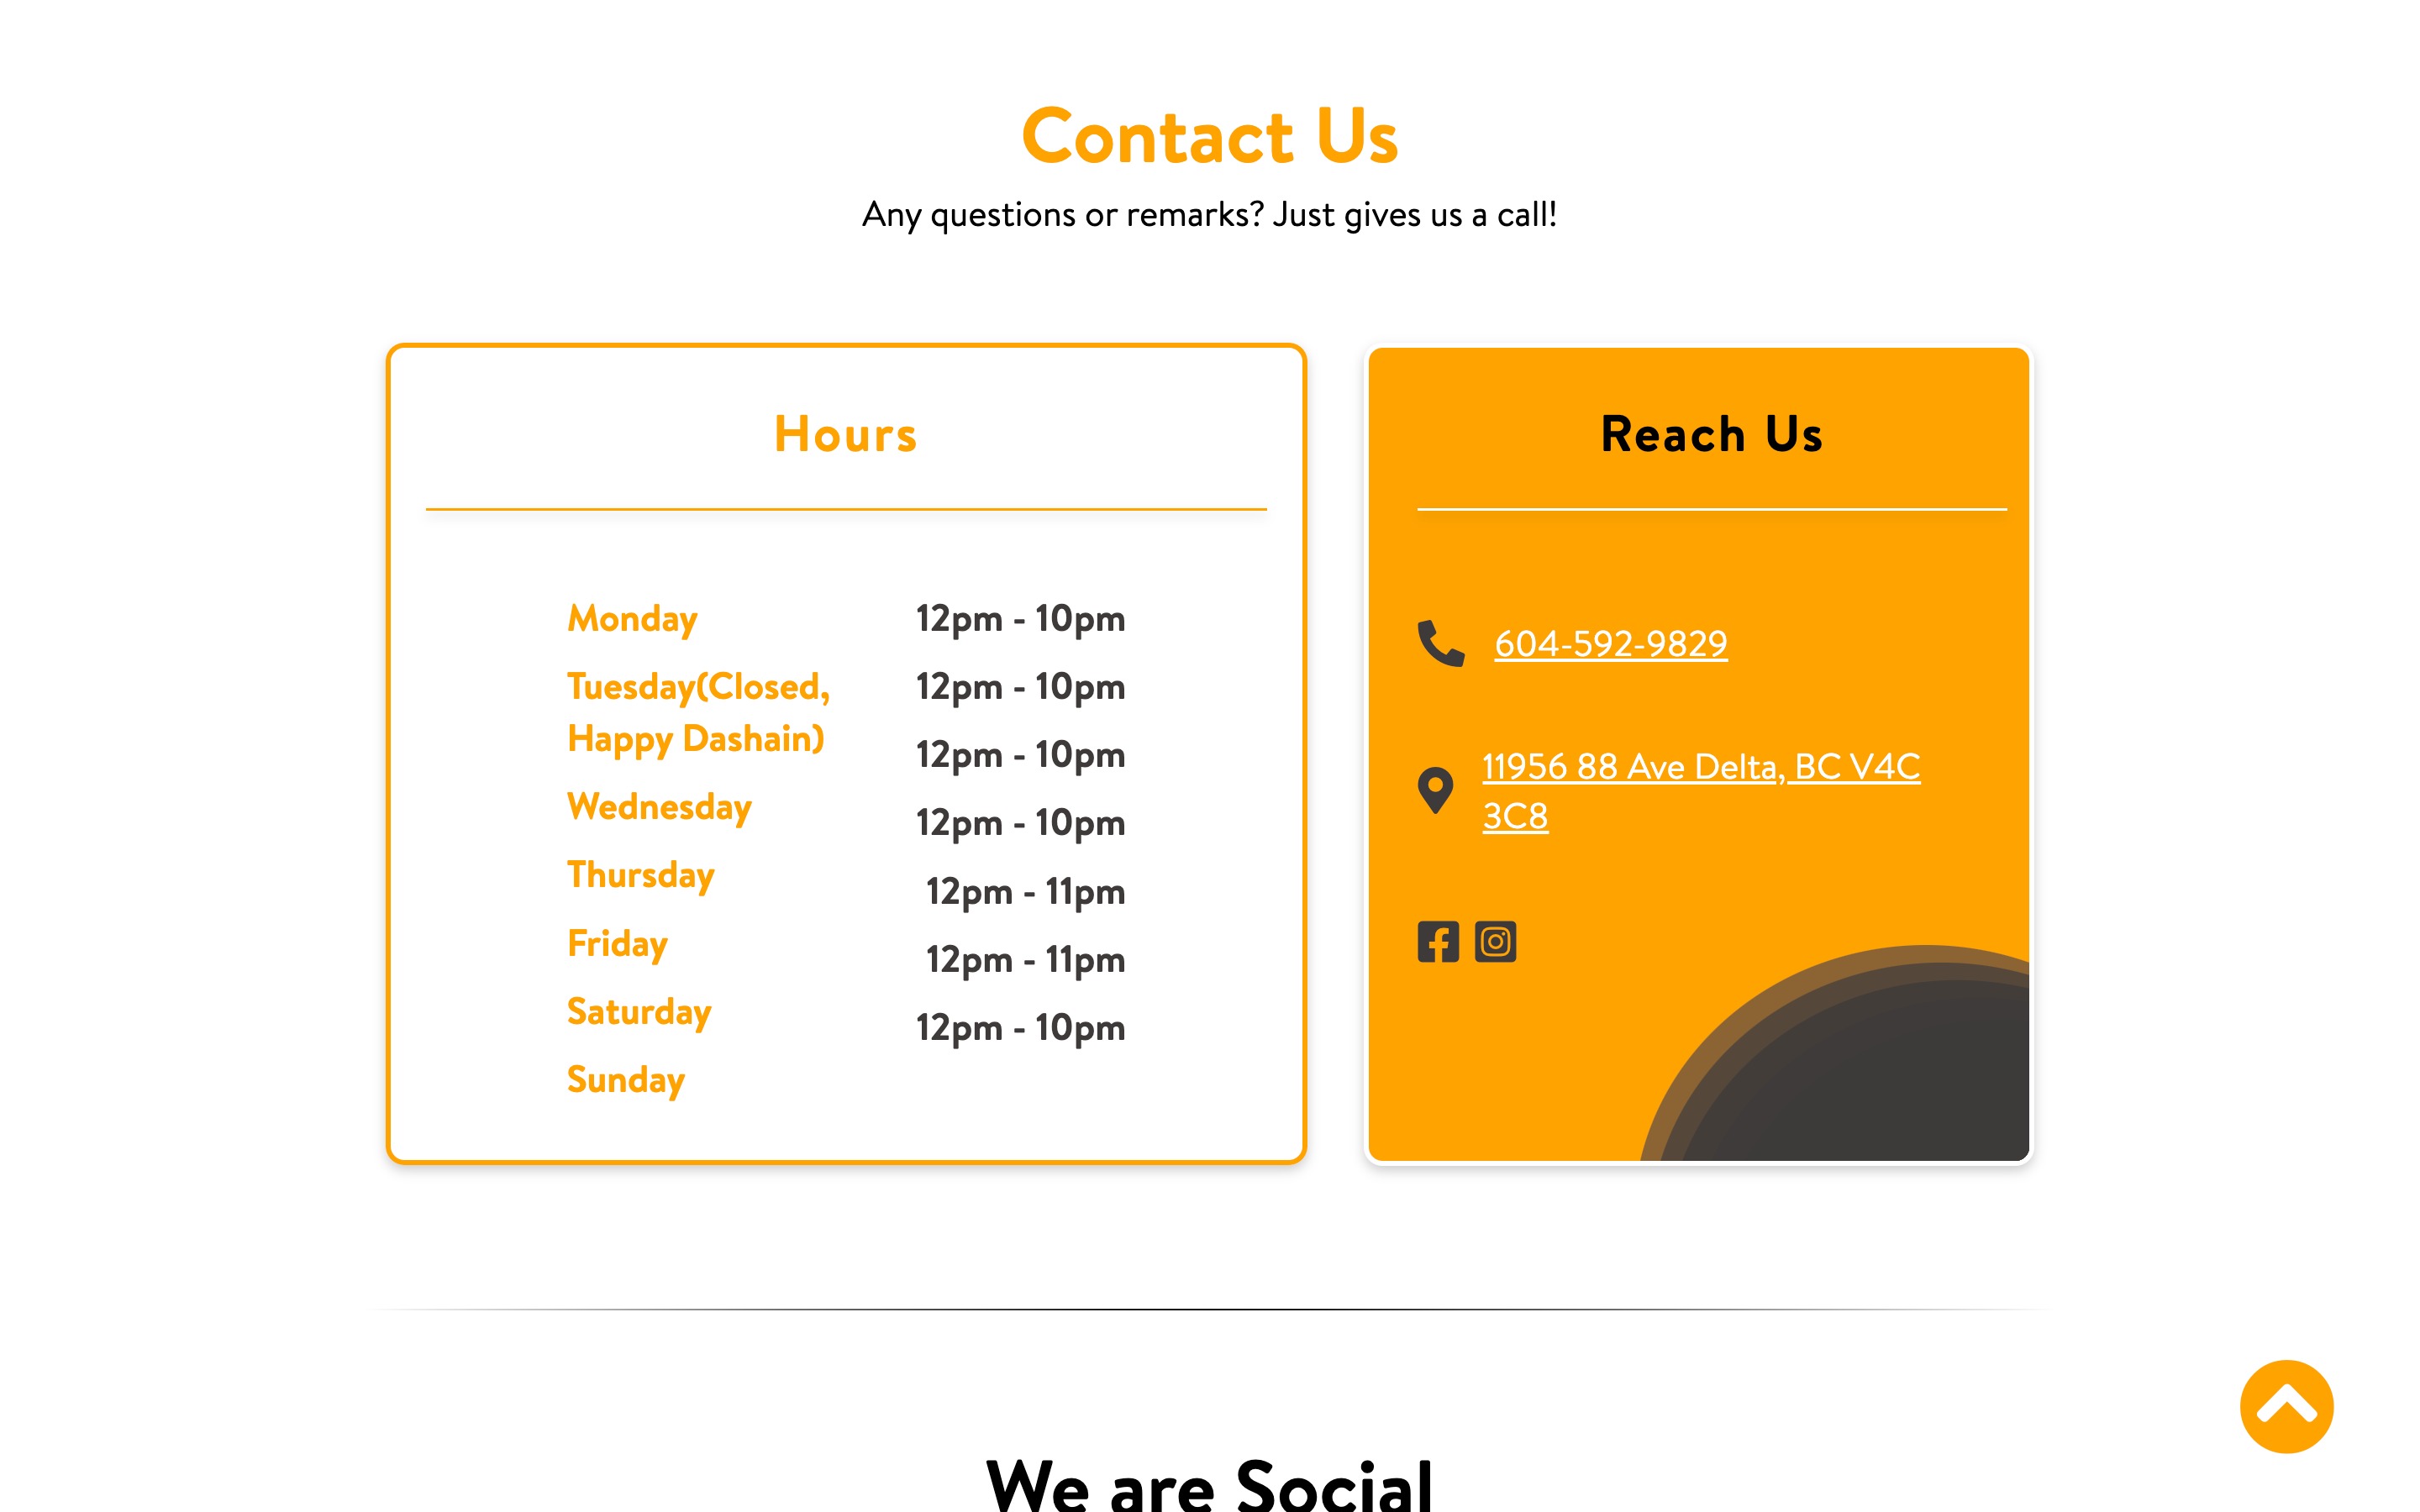 Contact Us
Any questions or remarks? Just gives us a call!
Hours
Monday
Tuesday(Closed,
Happy Dashain)
Wednesday
Thursday
Friday
Saturday
Sunday
12pm - 10pm
12pm - 10pm
12pm - 10pm
12pm - 10pm
12pm - 11pm
12pm - 11pm
12pm - 10pm
Reach Us
604-592-9829
11956 88 Ave Delta, BC V4C
3C8
We are Social